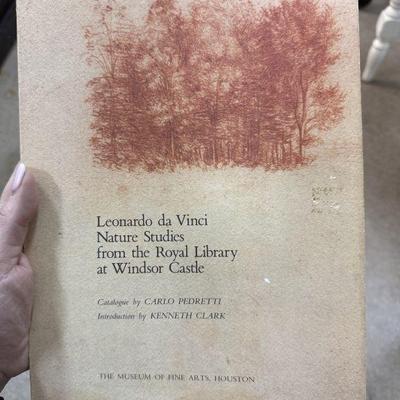 Leonardo da Vinci
Nature Studies
from the Royal Library
at Windsor Castle
Catalogue by CARLO PEDRETTI
Introduction by KENNETH CLARK
THE MUSEUM OF FINE ARTS, HOUSTON